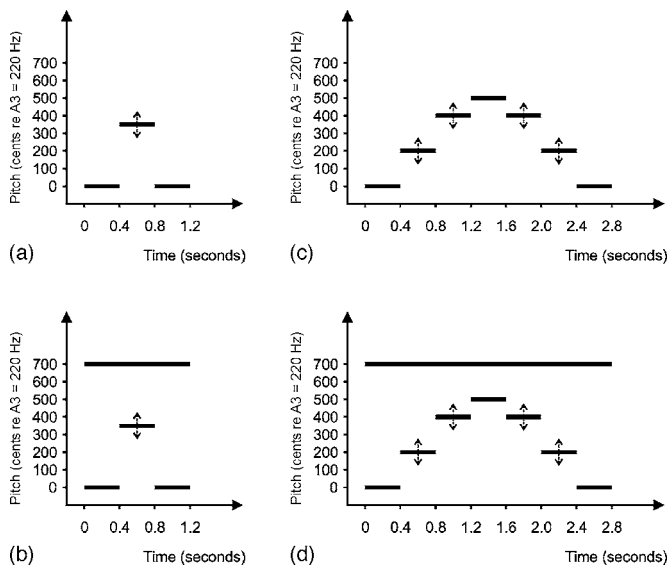 Pitch (cents re A3 = 220 Hz)
700
600
500
400
300
200
100
0
0 0.4 0.8 1.2
(a) Time (seconds)
Pitch (cents re A3 = 220 Hz)
700
600
500
400
300
200
100
0
0 0.4 0.8 1.2 1.6 2.0 2.4 2.8
(c) Time (seconds)
Pitch (cents re A3 = 220 Hz)
700
600
500
400
300
200
100
0
0 0.4 0.8 1.2
(b) Time (seconds)
Pitch (cents re A3 = 220 Hz)
700
600
500
400
300
200
100
0
0 0.4 0.8 1.2 1.6 2.0 2.4 2.8
(d) Time (seconds)